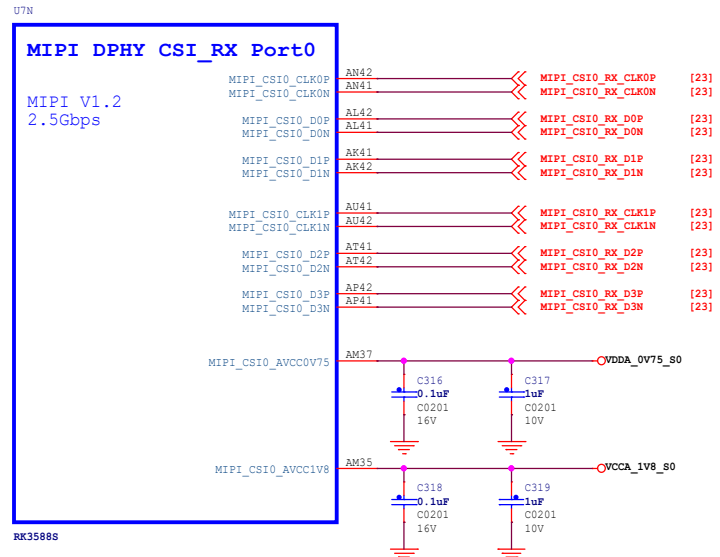 U7N
MIPI DPHY CSI_RX Port0
MIPI V1.2
2.5Gbps
MIPI_CSI0_CLK0P AN42 MIPI_CSI0_RX_CLK0P [23]
MIPI_CSI0_CLK0N AN41 MIPI_CSI0_RX_CLK0N [23]
MIPI_CSI0_D0P AL42 MIPI_CSI0_RX_D0P [23]
MIPI_CSI0_D0N AL41 MIPI_CSI0_RX_D0N [23]
MIPI_CSI0_D1P AK41 MIPI_CSI0_RX_D1P [23]
MIPI_CSI0_D1N AK42 MIPI_CSI0_RX_D1N [23]
MIPI_CSI0_CLK1P AU41 MIPI_CSI0_RX_CLK1P [23]
MIPI_CSI0_CLK1N AU42 MIPI_CSI0_RX_CLK1N [23]
MIPI_CSI0_D2P AT41 MIPI_CSI0_RX_D2P [23]
MIPI_CSI0_D2N AT42 MIPI_CSI0_RX_D2N [23]
MIPI_CSI0_D3P AP42 MIPI_CSI0_RX_D3P [23]
MIPI_CSI0_D3N AP41 MIPI_CSI0_RX_D3N [23]
MIPI_CSI0_AVCC0V75 AM37 VDDA_0V75_S0
C316 C317
0.1uF 1uF
C0201 C0201
16V 10V
MIPI_CSI0_AVCC1V8 AM35 VCCA_1V8_S0
C318 C319
0.1uF 1uF
C0201 C0201
16V 10V
RK3588S